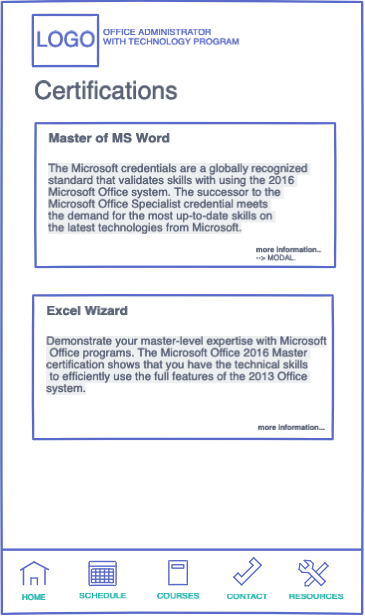 LOGO
OFFICE ADMINISTRATOR
WITH TECHNOLOGY PROGRAM
Certifications
Master of MS Word
The Microsoft credentials are a globally recognized
standard that validates skills with using the 2016
Microsoft Office system. The successor to the
Microsoft Office Specialist credential meets
the demand for the most up-to-date skills on
the latest technologies from Microsoft.
more information..
--> MODAL.
Excel Wizard
Demonstrate your master-level expertise with Microsoft
Office programs. The Microsoft Office 2016 Master
certification shows that you have the technical skills
to efficiently use the full features of the 2013 Office
system.
more information...
HOME
SCHEDULE
COURSES
CONTACT
RESOURCES